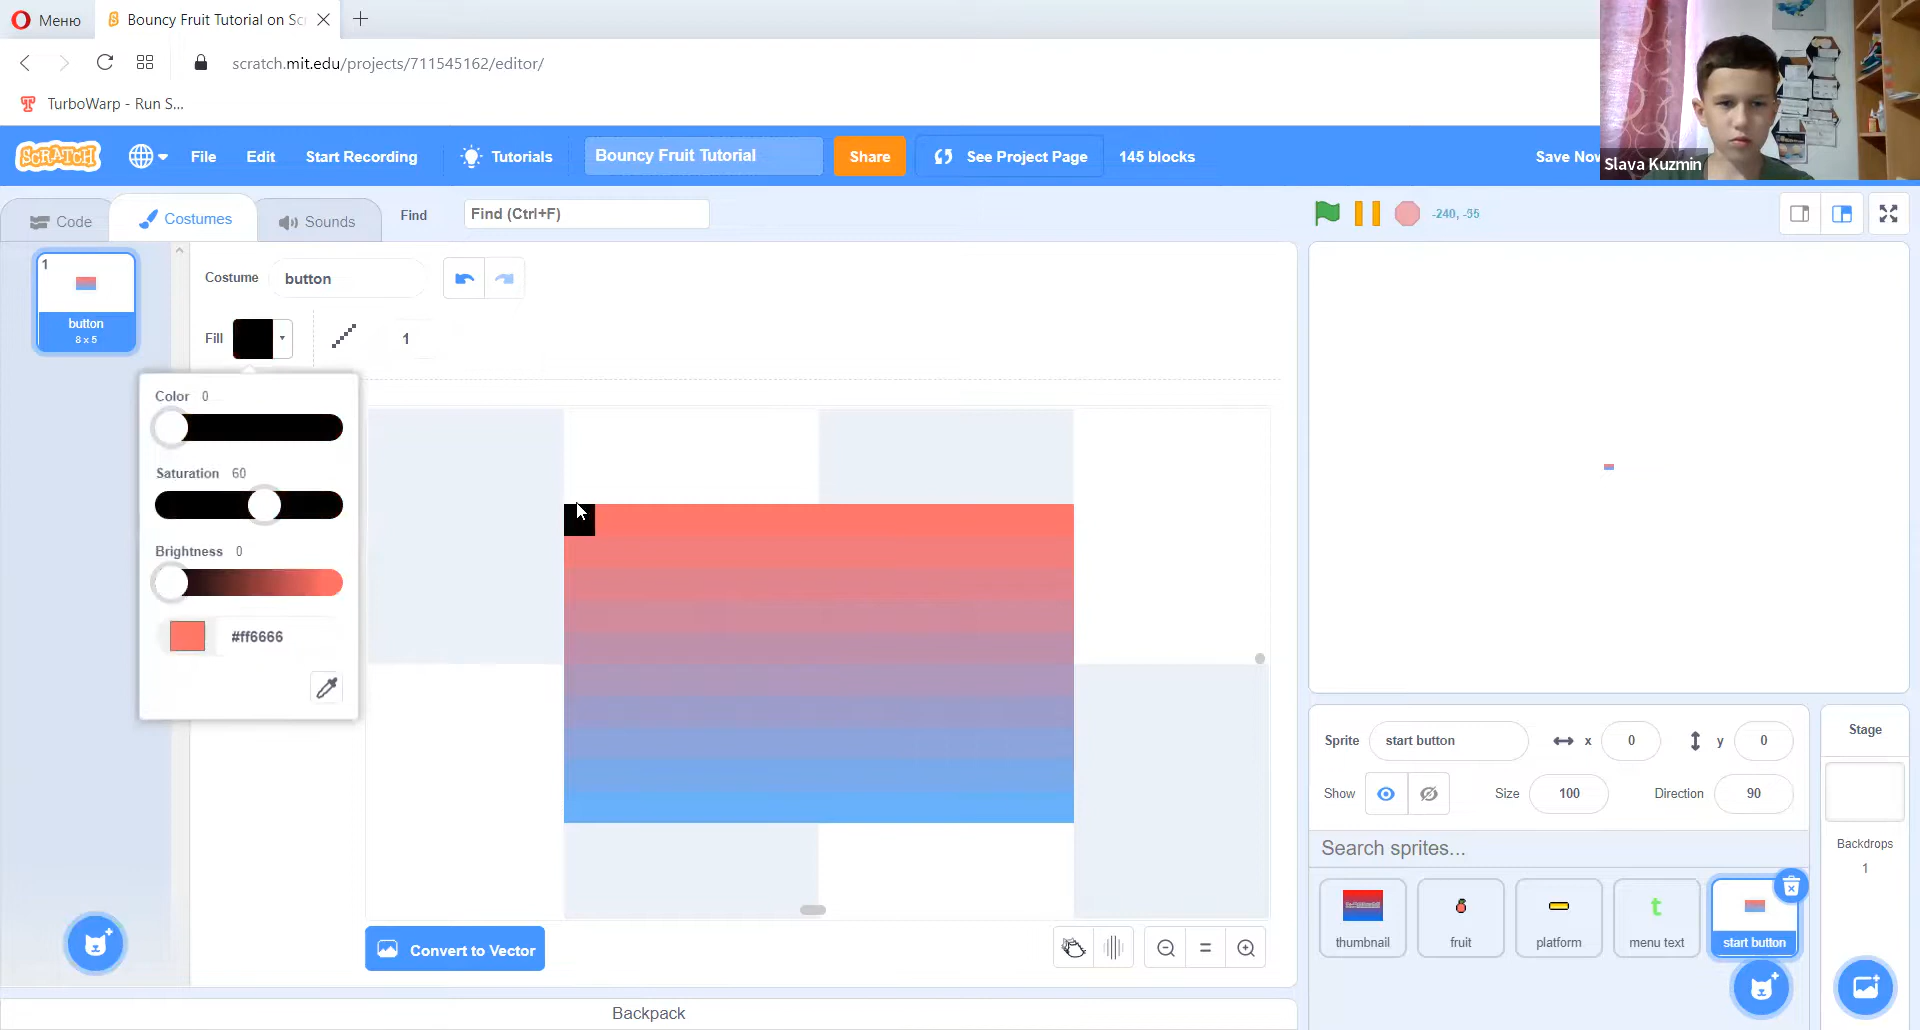 Меню
Bouncy Fruit Tutorial on Sc
scratch.mit.edu/projects/711545162/editor/
TurboWarp - Run S...
SCRATCH
File
Edit
Start Recording
Tutorials
Bouncy Fruit Tutorial
Share
See Project Page
145 blocks
Save Now
Slava Kuzmin
Code
Costumes
Sounds
Find
Find (Ctrl+F)
-240, -55
1
button
8 x 5
Costume
button
Fill
1
Color 0
Saturation 60
Brightness 0
#ff6666
Convert to Vector
Backpack
Sprite
start button
x
0
y
0
Show
Size
100
Direction
90
Search sprites...
thumbnail
fruit
platform
t
menu text
start button
Stage
Backdrops
1